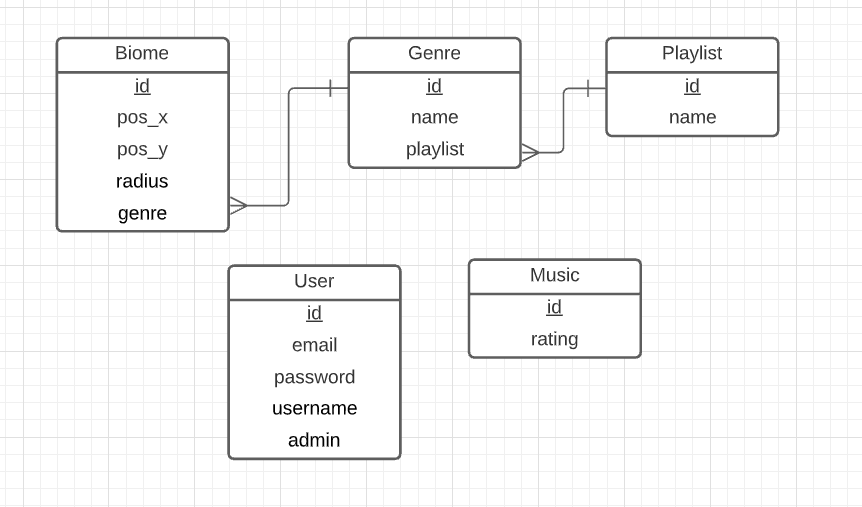 Biome
id
pos_x
pos_y
radius
genre
Genre
id
name
playlist
Playlist
id
name
User
id
email
password
username
admin
Music
id
rating